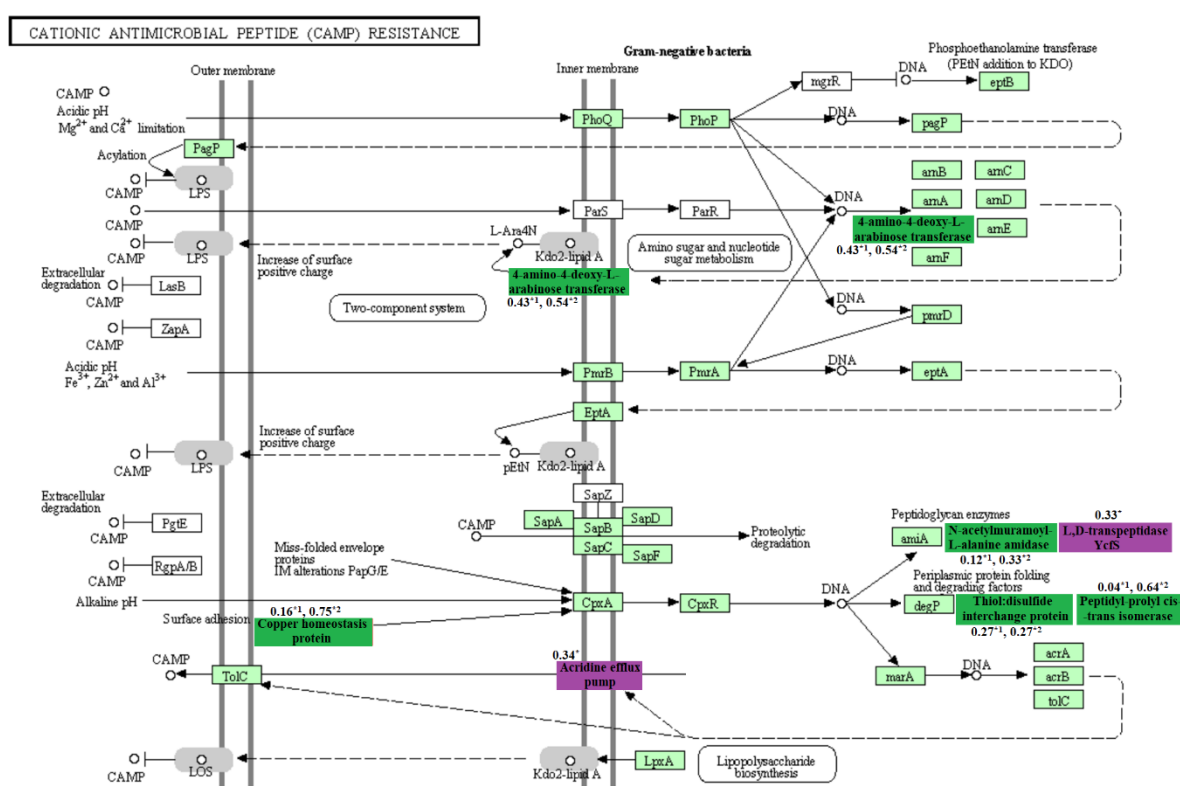 CATIONIC ANTIMICROBIAL PEPTIDE (CAMP) RESISTANCE
Gram-negative bacteria
Phosphoethanolamine transferase
(PEtN addition to KDO)
Outer membrane
Inner membrane
DNA
mgrR
eptB
CAMP
Acidic pH
Mg2+ and Ca2+ limitation
PhoQ
PhoP
DNA
pagP
PagP
Acylation
CAMP
LPS
arnB
arnC
DNA
arnA
arnD
CAMP
ParS
ParR
4-amino-4-deoxy-L-
arabinose transferase
arnE
0.43*1, 0.54*2
arnF
L-Ara4N
CAMP
LPS
Increase of surface
positive charge
Kdo2-lipid A
Amino sugar and nucleotide
sugar metabolism
4-amino-4-deoxy-L-
arabinose transferase
0.43*1, 0.54*2
Extracellular
degradation
LasB
CAMP
Two-component system
DNA
pmrD
ZapA
CAMP
Acidic pH
Fe3+, Zn2+ and Al3+
PmrB
PmrA
DNA
eptA
EptA
Increase of surface
positive charge
CAMP
LPS
pEtN
Kdo2-lipid A
SapZ
Extracellular
degradation
PgtE
CAMP
CAMP
SapA
SapB
SapD
SapC
SapF
Proteolytic
degradation
Peptidoglycan enzymes
0.33*
amiA
N-acetylmuramoyl-
L-alanine amidase
L,D-transpeptidase
YcfS
0.12*1, 0.33*2
RgpA/B
CAMP
Miss-folded envelope
proteins
IM alterations PapG/E
Periplasmic protein folding
and degrading factors
0.04*1, 0.64*2
Alkaline pH
CpxA
CpxR
DNA
degP
Thiol:disulfide
interchange protein
Peptidyl-prolyl cis-
trans isomerase
0.27*1, 0.27*2
0.16*1, 0.75*2
Surface adhesion
Copper homeostasis
protein
0.34*
CAMP
TolC
Acridine efflux
pump
marA
DNA
acrA
acrB
tolC
CAMP
LOS
Kdo2-lipid A
LpxA
Lipopolysaccharide
biosynthesis